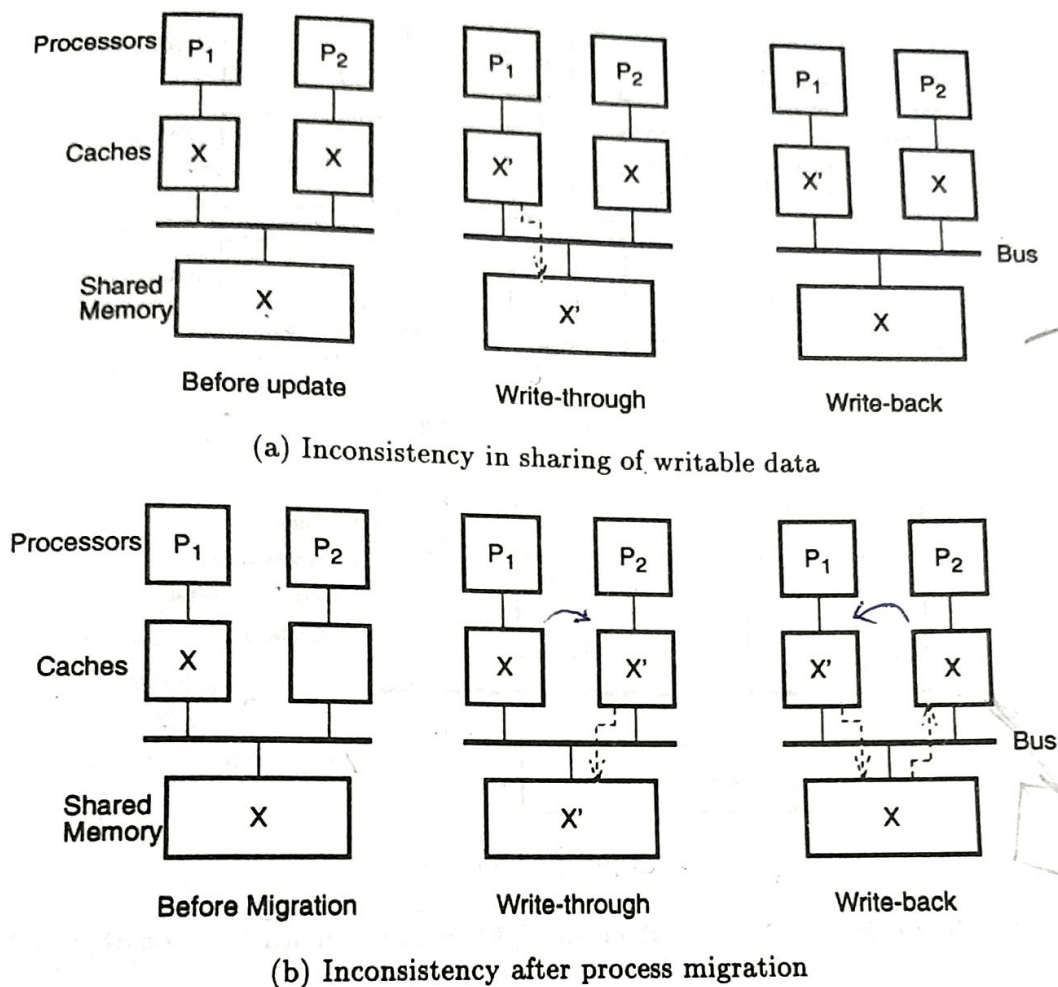 Processors P₁ P₂ P₁ P₂ P₁ P₂
Caches X X X' X X' X
Bus
Shared
Memory X X' X
Before update Write-through Write-back
(a) Inconsistency in sharing of writable data
Processors P₁ P₂ P₁ P₂ P₁ P₂
Caches X X X' X' X
Bus
Shared
Memory X X' X
Before Migration Write-through Write-back
(b) Inconsistency after process migration